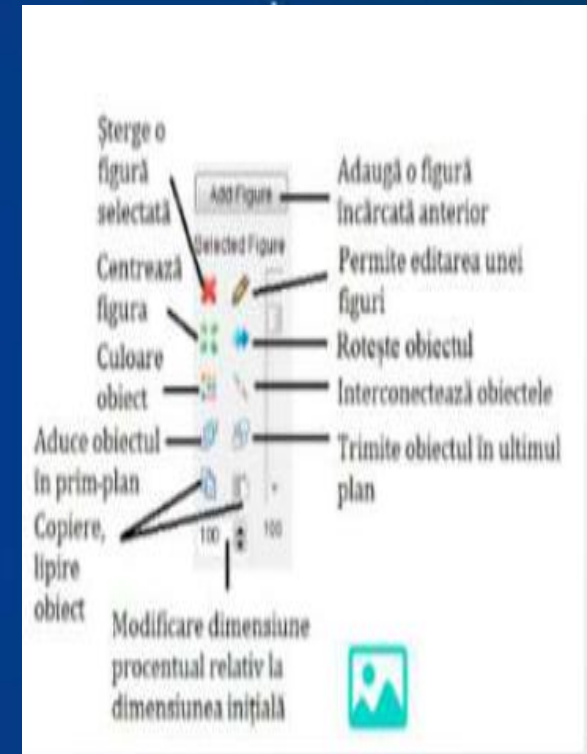 Șterge o
figură
selectată
Centrează
figura
Culoare
obiect
Aduce obiectul
în prim-plan
Copiere,
lipire
obiect
Add Figure
Selected Figure
100
100
Adaugă o figură
încărcată anterior
Permite editarea unei
figuri
Rotește obiectul
Interconectează obiectele
Trimite obiectul în ultimul
plan
Modificare dimensiune
procentual relativ la
dimensiunea inițială